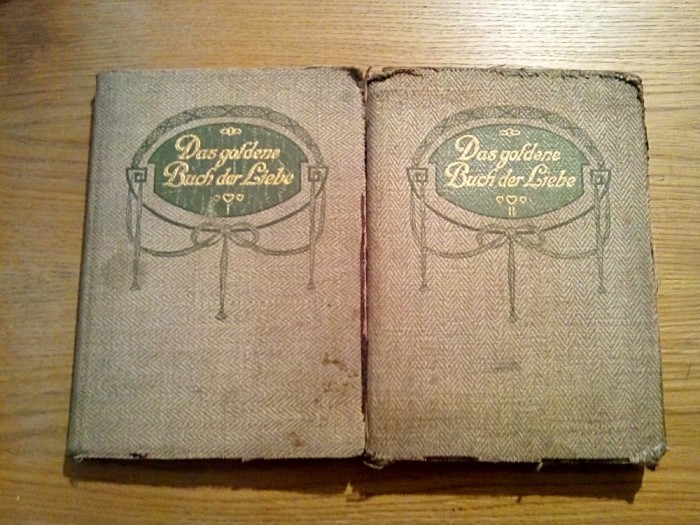 Das goldene
Buch der Liebe
I
Das goldene
Buch der Liebe
II